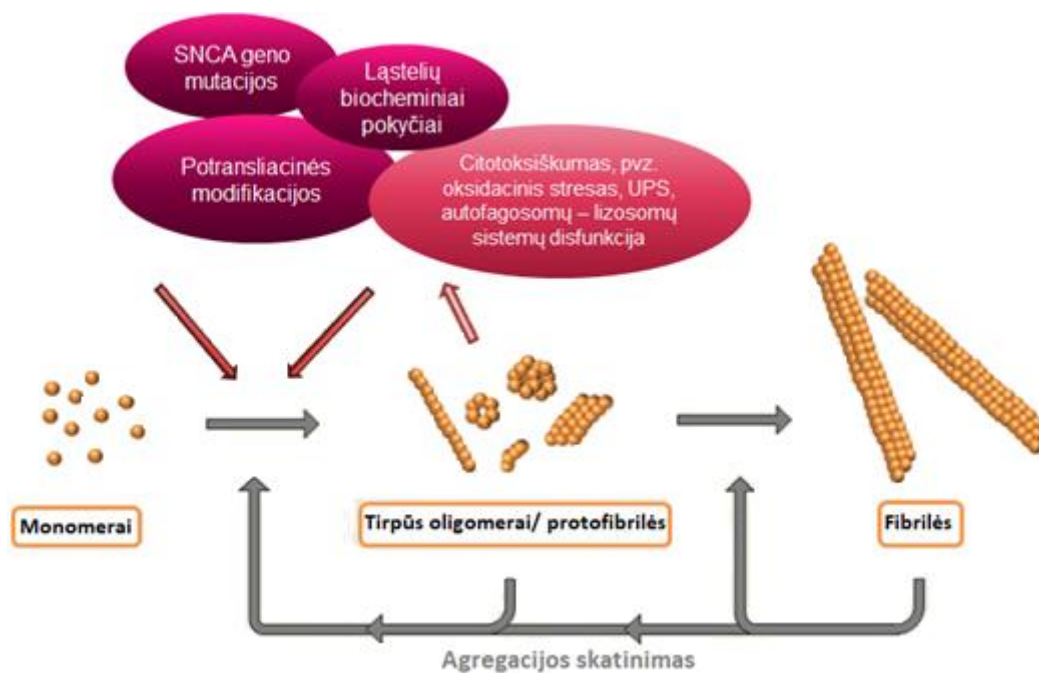 SNCA geno
mutacijos
Ląstelių
biocheminiai
pokyčiai
Potransliacinės
modifikacijos
Citotoksiškumas, pvz.
oksidacinis stresas, UPS,
autofagosomų – lizosomų
sistemų disfunkcija
Monomerai
Tirpūs oligomerai/ protofibrilės
Fibrilės
Agregacijos skatinimas